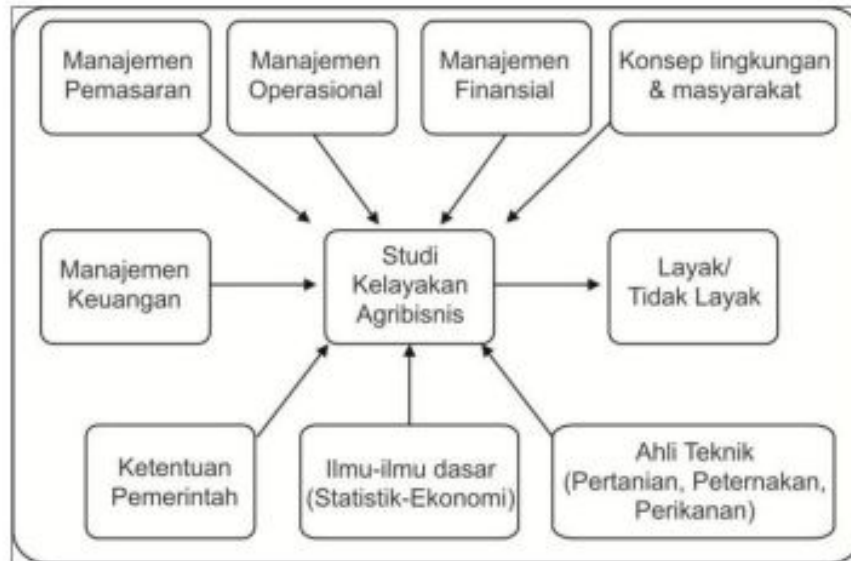 Manajemen
Pemasaran
Manajemen
Operasional
Manajemen
Finansial
Konsep lingkungan
& masyarakat
Manajemen
Keuangan
Studi
Kelayakan
Agribisnis
Layak/
Tidak Layak
Ketentuan
Pemerintah
Ilmu-ilmu dasar
(Statistik-Ekonomi)
Ahli Teknik
(Pertanian, Peternakan,
Perikanan)